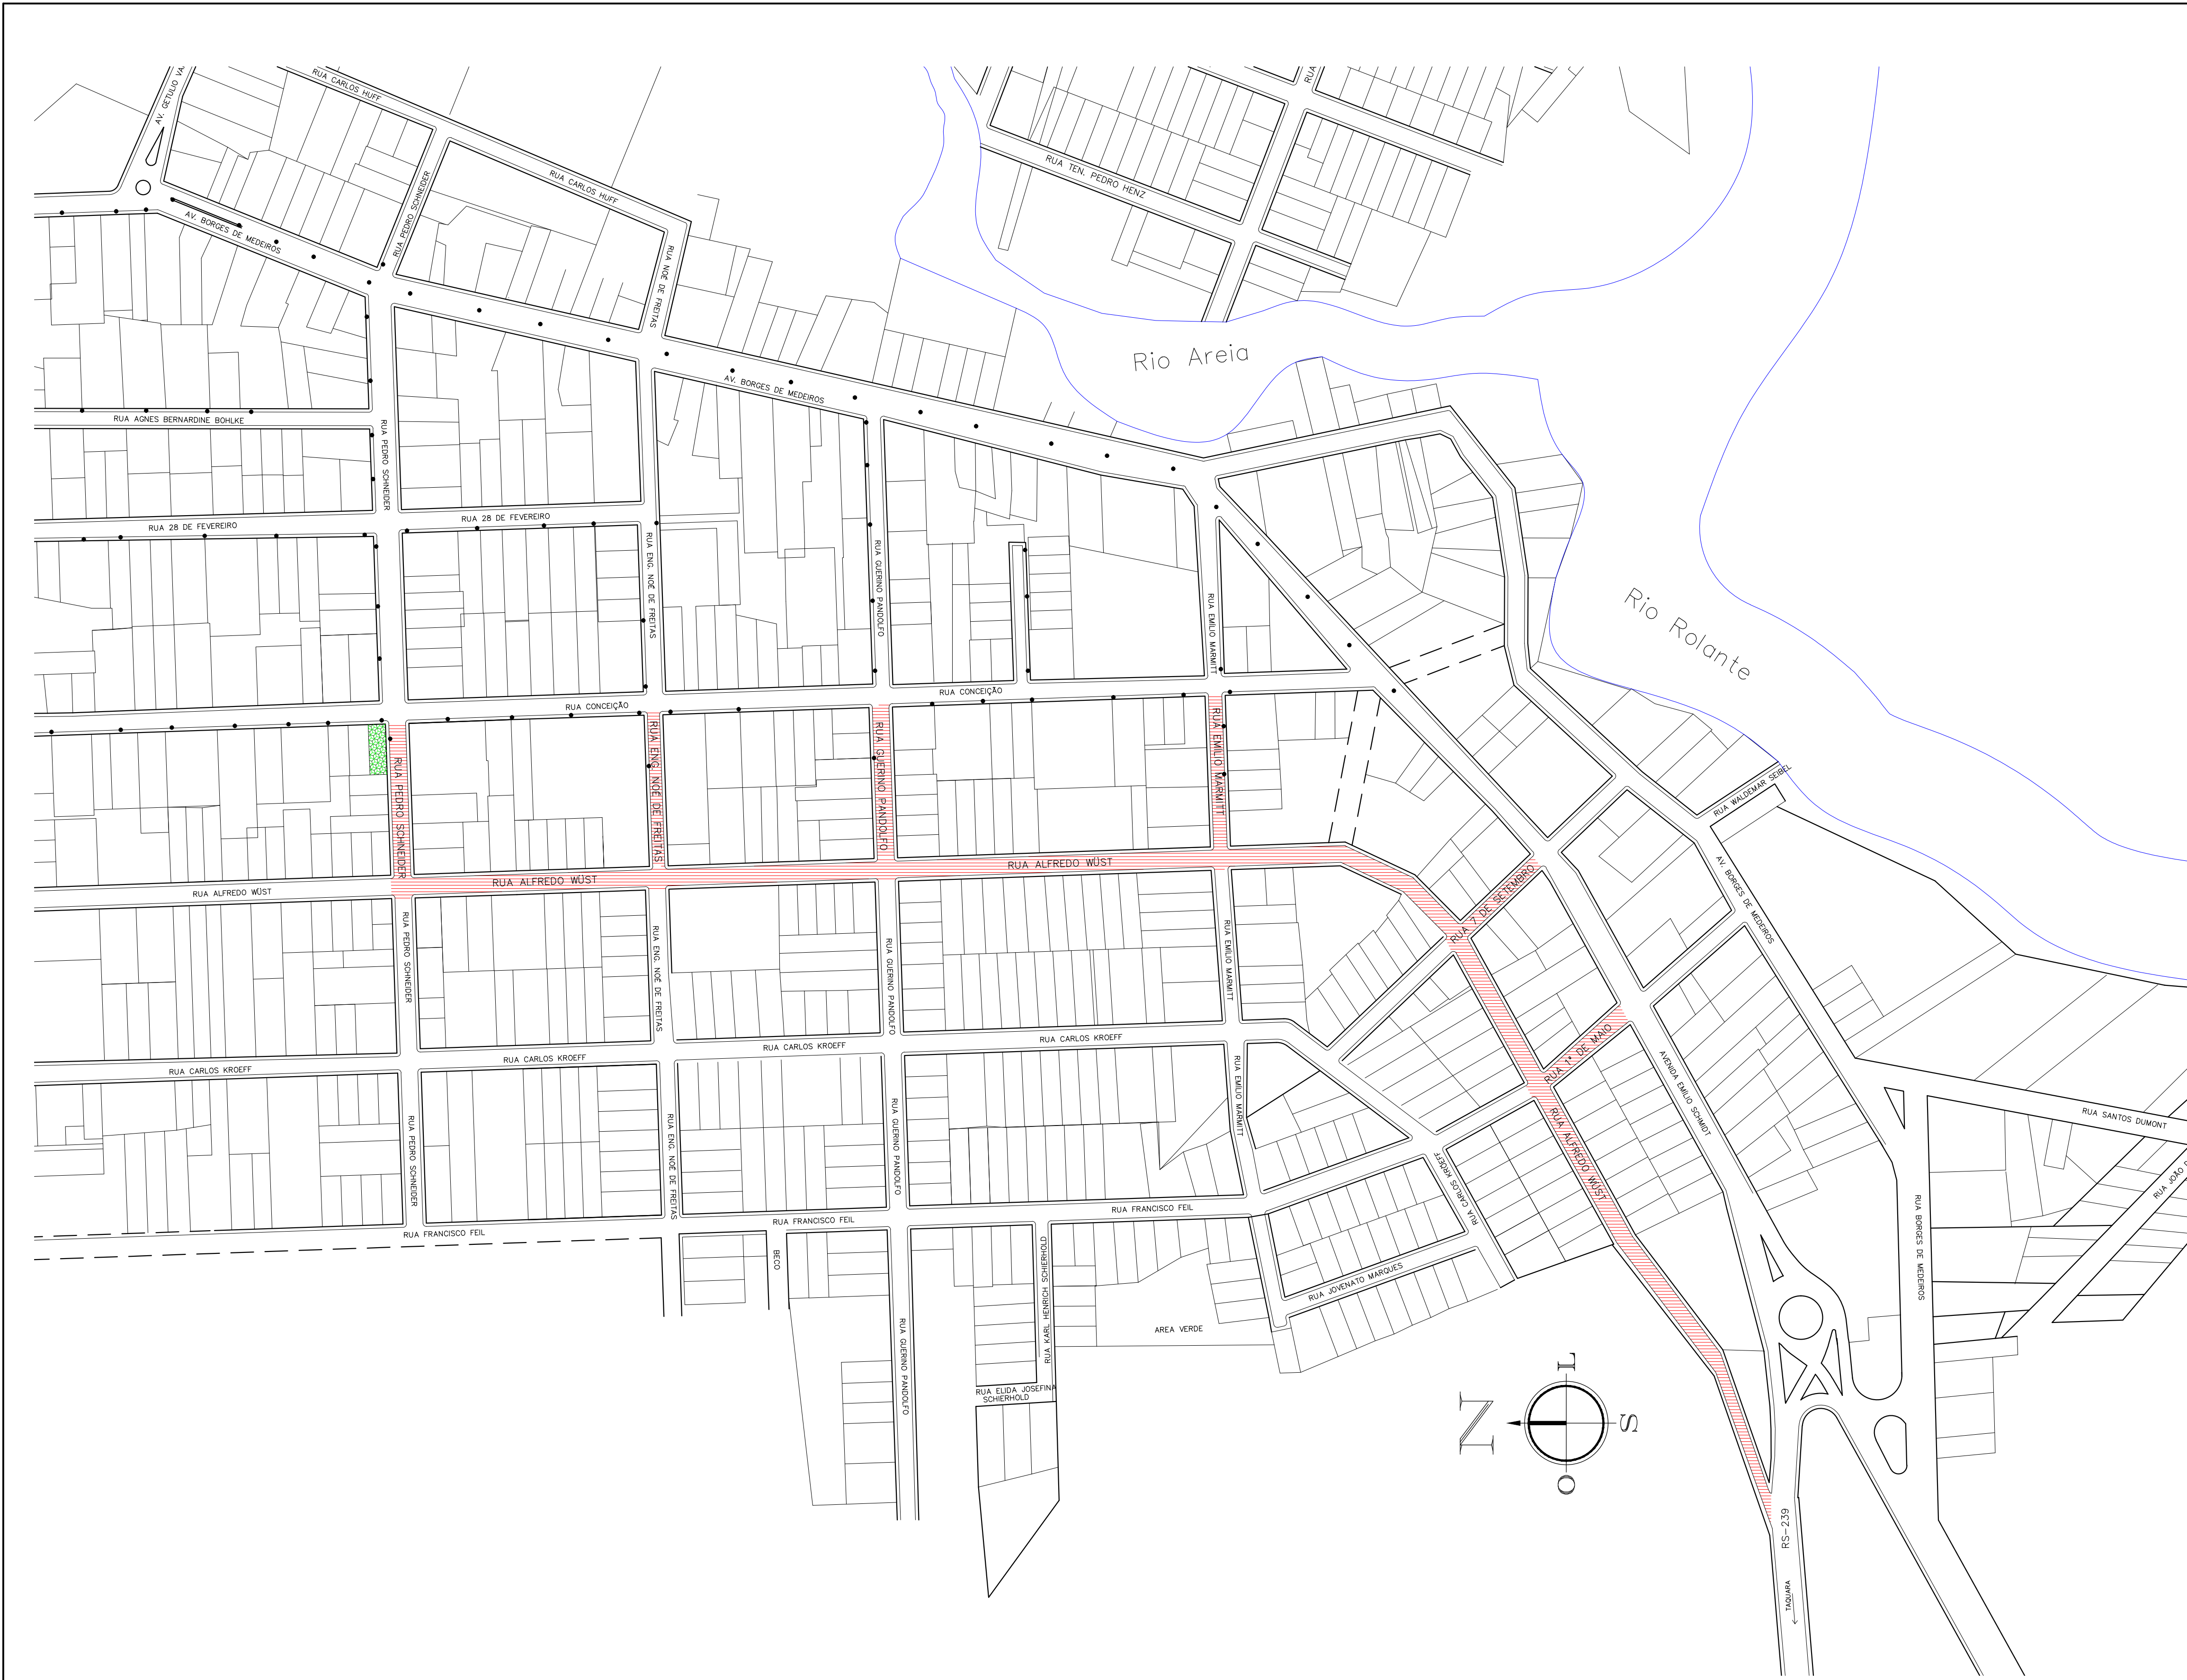 AV. GETULIO VA
RUA CARLOS HUFF
RUA
RUA CARLOS HUFF
RUA TEN. PEDRO HENZ
RUA PEDRO SCHNEIDER
AV. BORGES DE MEDEIROS
RUA NOÉ DE FREITAS
Rio Areia
AV. BORGES DE MEDEIROS
RUA AGNES BERNARDINE BOHLKE
RUA PEDRO SCHNEIDER
RUA 28 DE FEVEREIRO
RUA 28 DE FEVEREIRO
RUA ENG. NOÉ DE FREITAS
RUA GUERINO PANDOLFO
RUA EMÍLIO MARMITT
Rio Rolante
RUA CONCEIÇÃO
RUA CONCEIÇÃO
RUA PEDRO SCHNEIDER
RUA ENG. NOÉ DE FREITAS
RUA GUERINO PANDOLFO
RUA EMÍLIO MARMITT
RUA WALDEMAR SEIBEL
RUA ALFREDO WÜST
RUA ALFREDO WÜST
RUA ALFREDO WÜST
RUA 7 DE SETEMBRO
AV. BORGES DE MEDEIROS
RUA PEDRO SCHNEIDER
RUA ENG. NOÉ DE FREITAS
RUA GUERINO PANDOLFO
RUA EMÍLIO MARMITT
RUA CARLOS KROEFF
RUA CARLOS KROEFF
RUA CARLOS KROEFF
RUA CARLOS KROEFF
RUA 1° DE MAIO
AVENIDA EMÍLIO SCHMIDT
RUA SANTOS DUMONT
RUA PEDRO SCHNEIDER
RUA ENG. NOÉ DE FREITAS
RUA GUERINO PANDOLFO
RUA EMÍLIO MARMITT
RUA CARLOS KROEFF
RUA ALFREDO WÜST
RUA JOÃO D
RUA FRANCISCO FEIL
RUA FRANCISCO FEIL
RUA FRANCISCO FEIL
BECO
RUA KARL HENRICH SCHIERHOLD
RUA JOVENATO MARQUES
RUA BORGES DE MEDEIROS
AREA VERDE
RUA GUERINO PANDOLFO
RUA ELIDA JOSEFINA
SCHIERHOLD
L
N
S
O
RS-239
TAQUARA